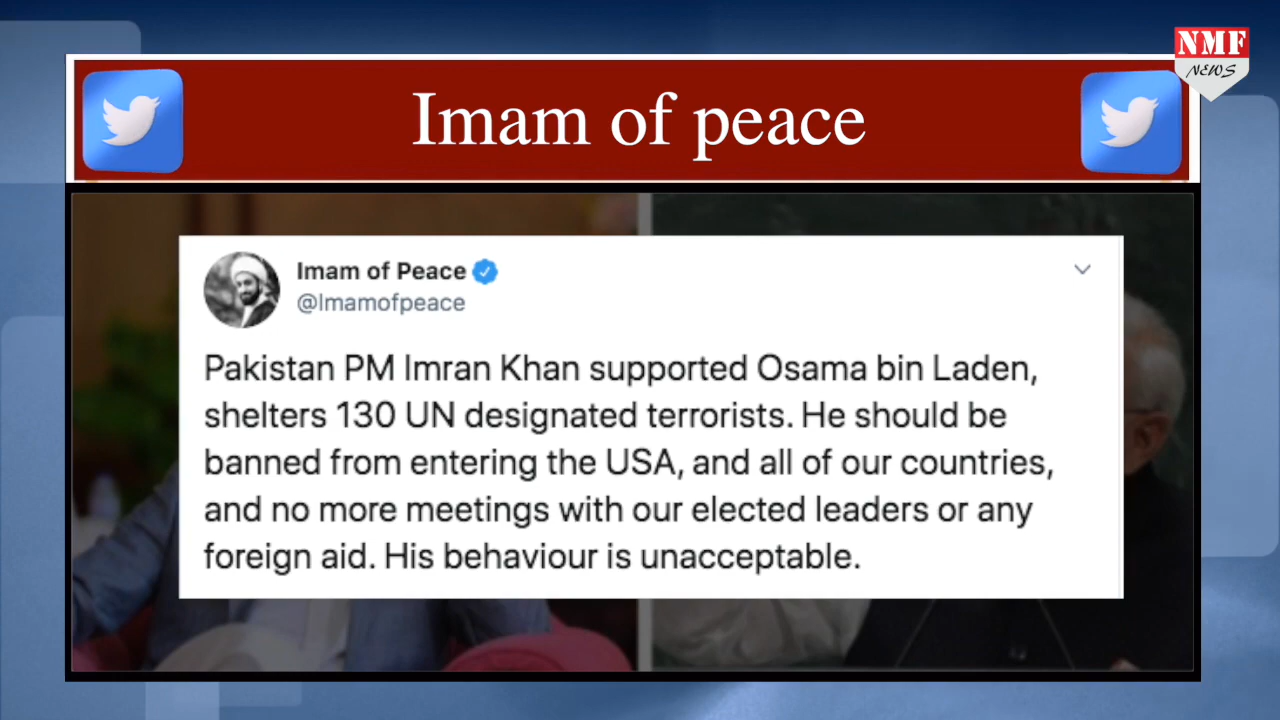 NMF
NEWS
Imam of peace
Imam of Peace
@Imamofpeace
Pakistan PM Imran Khan supported Osama bin Laden,
shelters 130 UN designated terrorists. He should be
banned from entering the USA, and all of our countries,
and no more meetings with our elected leaders or any
foreign aid. His behaviour is unacceptable.